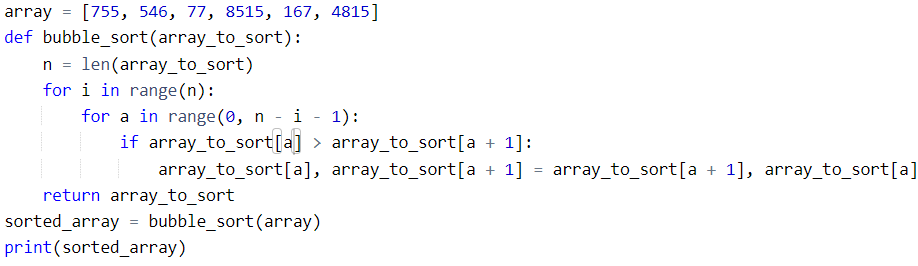 array = [755, 546, 77, 8515, 167, 4815]
def bubble_sort(array_to_sort):
    n = len(array_to_sort)
    for i in range(n):
        for a in range(0, n - i - 1):
            if array_to_sort[a] > array_to_sort[a + 1]:
                array_to_sort[a], array_to_sort[a + 1] = array_to_sort[a + 1], array_to_sort[a]
    return array_to_sort
sorted_array = bubble_sort(array)
print(sorted_array)